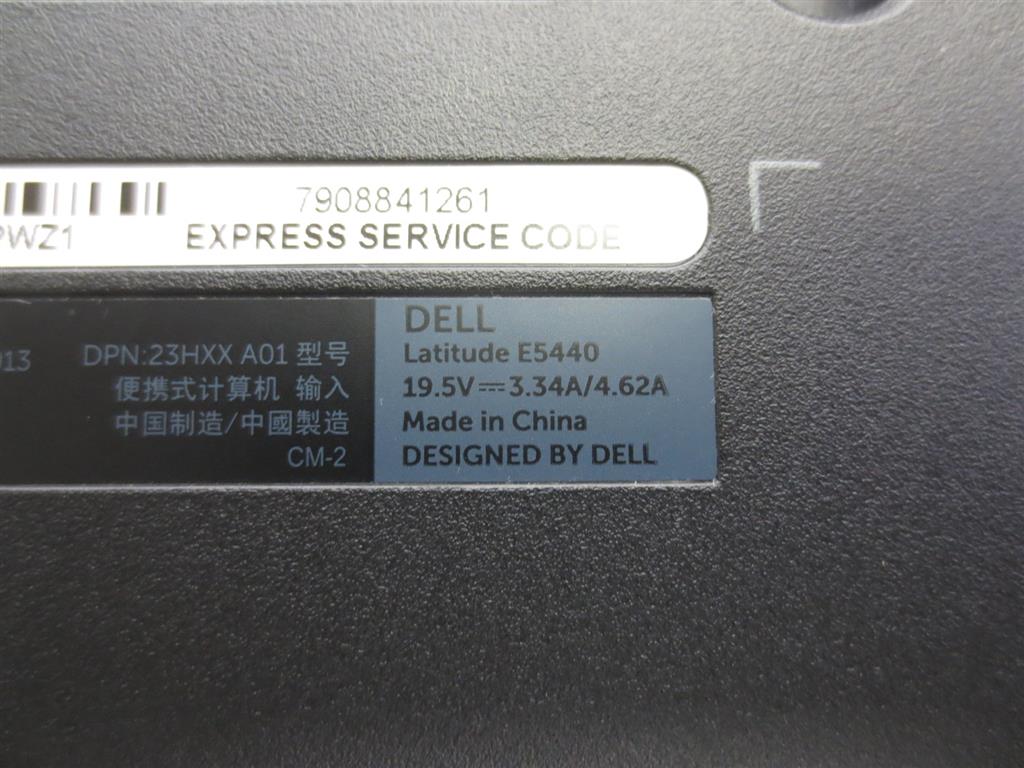 7908841261
PWZ1 EXPRESS SERVICE CODE
013 DPN:23HXX A01 型号
便携式计算机 输入
中国制造/中國製造
CM-2
DELL
Latitude E5440
19.5V⎓3.34A/4.62A
Made in China
DESIGNED BY DELL